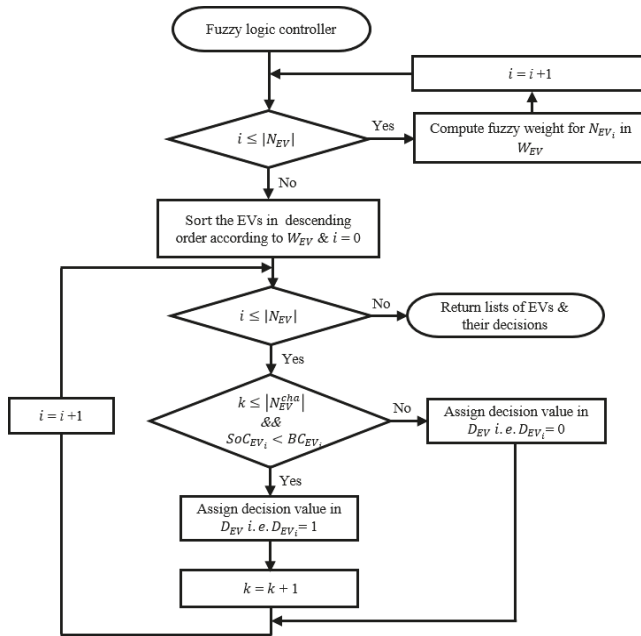 Fuzzy logic controller
i = i +1
i ≤ |N_EV|
Yes
Compute fuzzy weight for N_EV_i in
W_EV
No
Sort the EVs in descending
order according to W_EV & i = 0
i ≤ |N_EV|
No
Return lists of EVs &
their decisions
Yes
i = i +1
k ≤ |N_EV^cha|
&&
SoC_EV_i < BC_EV_i
No
Assign decision value in
D_EV i.e. D_EV_i = 0
Yes
Assign decision value in
D_EV i.e. D_EV_i = 1
k = k + 1